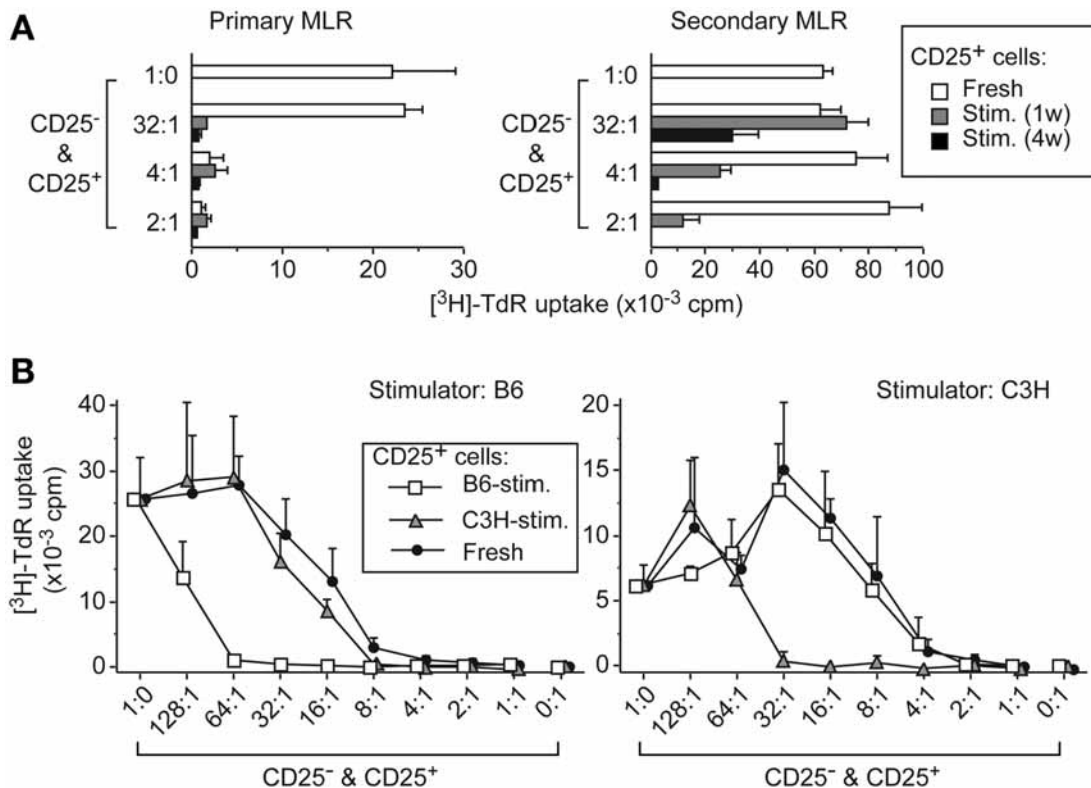 A
Primary MLR
Secondary MLR
CD25+ cells:
Fresh
Stim. (1w)
Stim. (4w)
CD25-
&
CD25+
1:0
32:1
4:1
2:1
0 10 20 30
CD25-
&
CD25+
1:0
32:1
4:1
2:1
0 20 40 60 80 100
[3H]-TdR uptake (x10-3 cpm)
B
Stimulator: B6
[3H]-TdR uptake
(x10-3 cpm)
40
30
20
10
0
CD25+ cells:
B6-stim.
C3H-stim.
Fresh
1:0 128:1 64:1 32:1 16:1 8:1 4:1 2:1 1:1 0:1
CD25- & CD25+
Stimulator: C3H
20
15
10
5
0
1:0 128:1 64:1 32:1 16:1 8:1 4:1 2:1 1:1 0:1
CD25- & CD25+